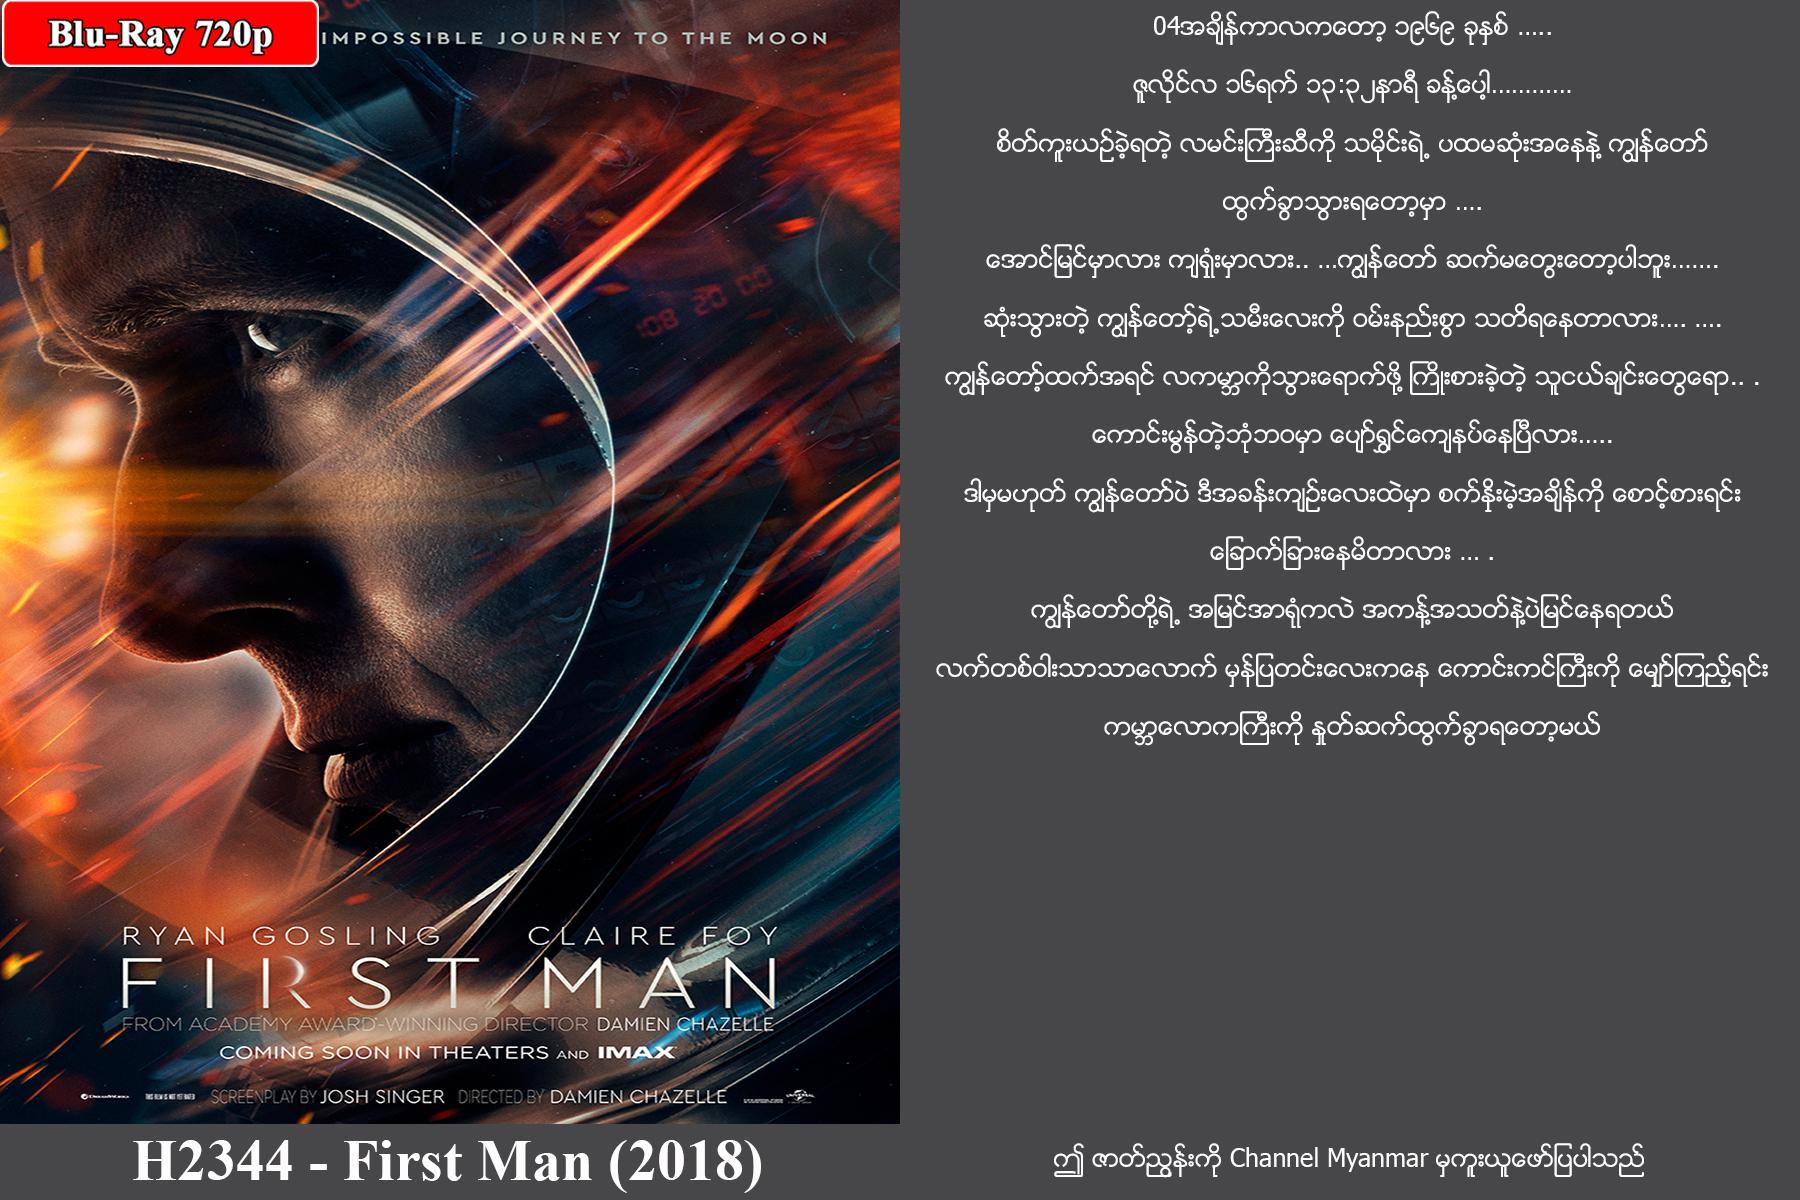 Blu-Ray 720p
IMPOSSIBLE JOURNEY TO THE MOON
108 20 00
RYAN GOSLING CLAIRE FOY
FIRST MAN
FROM ACADEMY AWARD-WINNING DIRECTOR DAMIEN CHAZELLE
COMING SOON IN THEATERS AND IMAX
SCREENPLAY BY JOSH SINGER DIRECTED BY DAMIEN CHAZELLE
H2344 - First Man (2018)
04အချိန်ကာလကတော့ ၁၉၆၉ ခုနှစ် .....
ဇူလိုင်လ ၁၆ရက် ၁၃:၃၂နာရီ ခန့်ပေါ့............
စိတ်ကူးယဉ်ခဲ့ရတဲ့ လမင်းကြီးဆီကို သမိုင်းရဲ့ ပထမဆုံးအနေနဲ့ ကျွန်တော်
ထွက်ခွာသွားရတော့မှာ ....
အောင်မြင်မှာလား ကျရှုံးမှာလား.. ...ကျွန်တော် ဆက်မတွေးတော့ပါဘူး.......
ဆုံးသွားတဲ့ ကျွန်တော့်ရဲ့သမီးလေးကို ဝမ်းနည်းစွာ သတိရနေတာလား.... ....
ကျွန်တော့်ထက်အရင် လကမ္ဘာကိုသွားရောက်ဖို့ ကြိုးစားခဲ့တဲ့ သူငယ်ချင်းတွေရော.. .
ကောင်းမွန်တဲ့ဘုံဘဝမှာ ပျော်ရွှင်ကျေနပ်နေပြီလား.....
ဒါမှမဟုတ် ကျွန်တော်ပဲ ဒီအခန်းကျဉ်းလေးထဲမှာ စက်နှိုးမဲ့အချိန်ကို စောင့်စားရင်း
ခြောက်ခြားနေမိတာလား ... .
ကျွန်တော်တို့ရဲ့ အမြင်အာရုံကလဲ အကန့်အသတ်နဲ့ပဲမြင်နေရတယ်
လက်တစ်ဝါးသာသာလောက် မှန်ပြတင်းလေးကနေ ကောင်းကင်ကြီးကို မျှော်ကြည့်ရင်း
ကမ္ဘာလောကကြီးကို နှုတ်ဆက်ထွက်ခွာရတော့မယ်
ဤ ဇာတ်ညွှန်းကို Channel Myanmar မှကူးယူဖော်ပြပါသည်